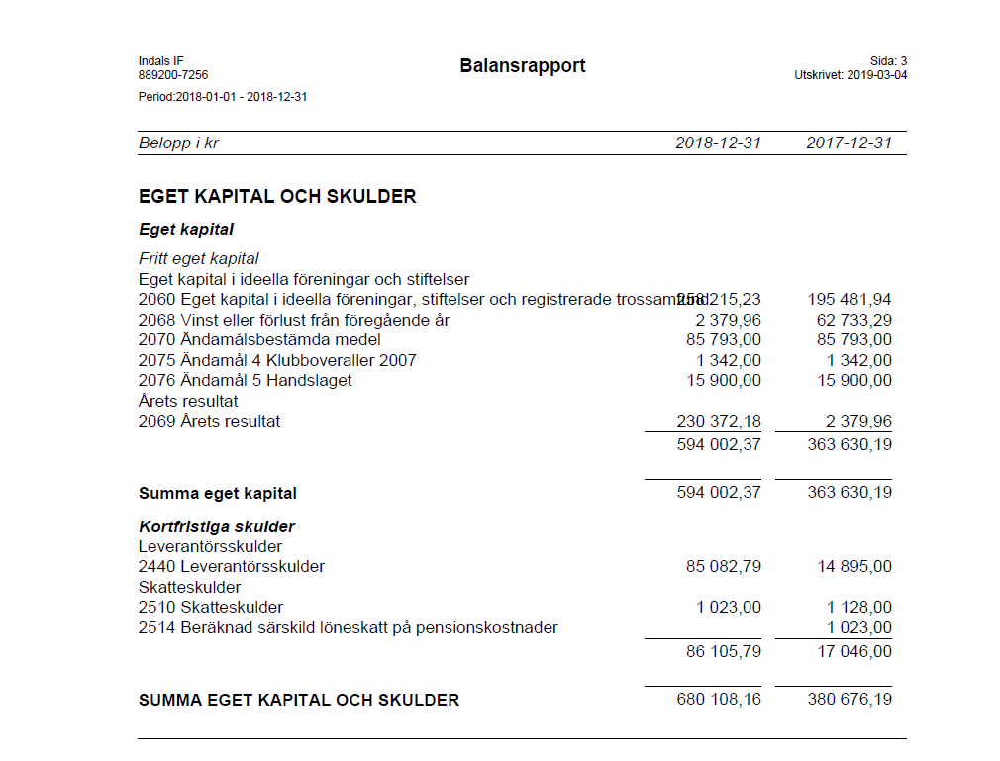 Indals IF
889200-7256
Balansrapport
Sida: 3
Utskrivet: 2019-03-04
Period:2018-01-01 - 2018-12-31
Belopp i kr 2018-12-31 2017-12-31
EGET KAPITAL OCH SKULDER
Eget kapital
Fritt eget kapital
Eget kapital i ideella föreningar och stiftelser
2060 Eget kapital i ideella föreningar, stiftelser och registrerade trossamfund 258 215,23 195 481,94
2068 Vinst eller förlust från föregående år 2 379,96 62 733,29
2070 Ändamålsbestämda medel 85 793,00 85 793,00
2075 Ändamål 4 Klubboveraller 2007 1 342,00 1 342,00
2076 Ändamål 5 Handslaget 15 900,00 15 900,00
Årets resultat
2069 Årets resultat 230 372,18 2 379,96
594 002,37 363 630,19
Summa eget kapital 594 002,37 363 630,19
Kortfristiga skulder
Leverantörsskulder
2440 Leverantörsskulder 85 082,79 14 895,00
Skatteskulder
2510 Skatteskulder 1 023,00 1 128,00
2514 Beräknad särskild löneskatt på pensionskostnader 1 023,00
86 105,79 17 046,00
SUMMA EGET KAPITAL OCH SKULDER 680 108,16 380 676,19